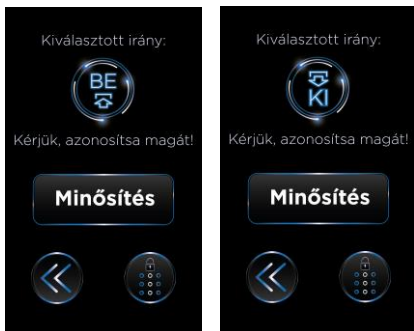 Kiválasztott irány:
BE
Kérjük, azonosítsa magát!
Minősítés
Kiválasztott irány:
KI
Kérjük, azonosítsa magát!
Minősítés